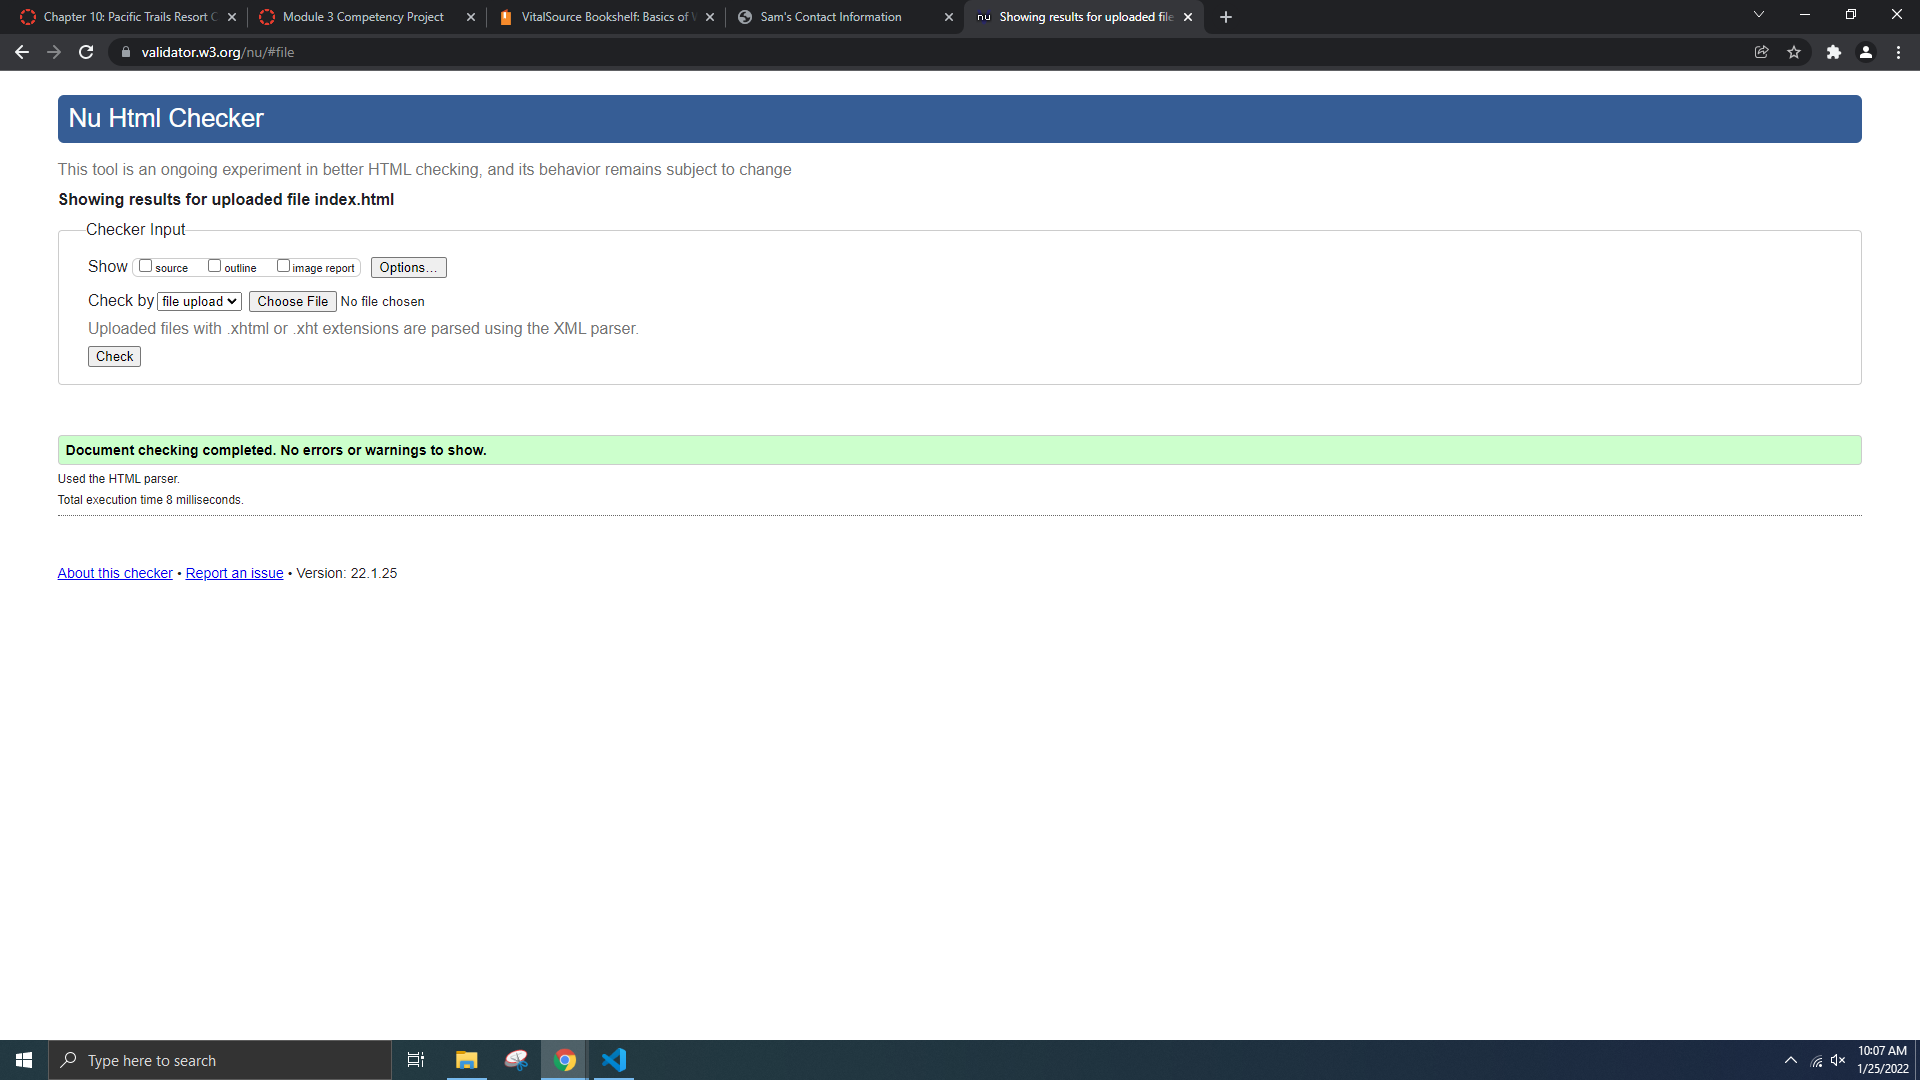 Chapter 10: Pacific Trails Resort C
Module 3 Competency Project
VitalSource Bookshelf: Basics of W
Sam's Contact Information
nu Showing results for uploaded file
validator.w3.org/nu/#file
Nu Html Checker
This tool is an ongoing experiment in better HTML checking, and its behavior remains subject to change
Showing results for uploaded file index.html
Checker Input
Show source outline image report Options...
Check by file upload Choose File No file chosen
Uploaded files with .xhtml or .xht extensions are parsed using the XML parser.
Check
Document checking completed. No errors or warnings to show.
Used the HTML parser.
Total execution time 8 milliseconds.
About this checker • Report an issue • Version: 22.1.25
Type here to search
10:07 AM
1/25/2022